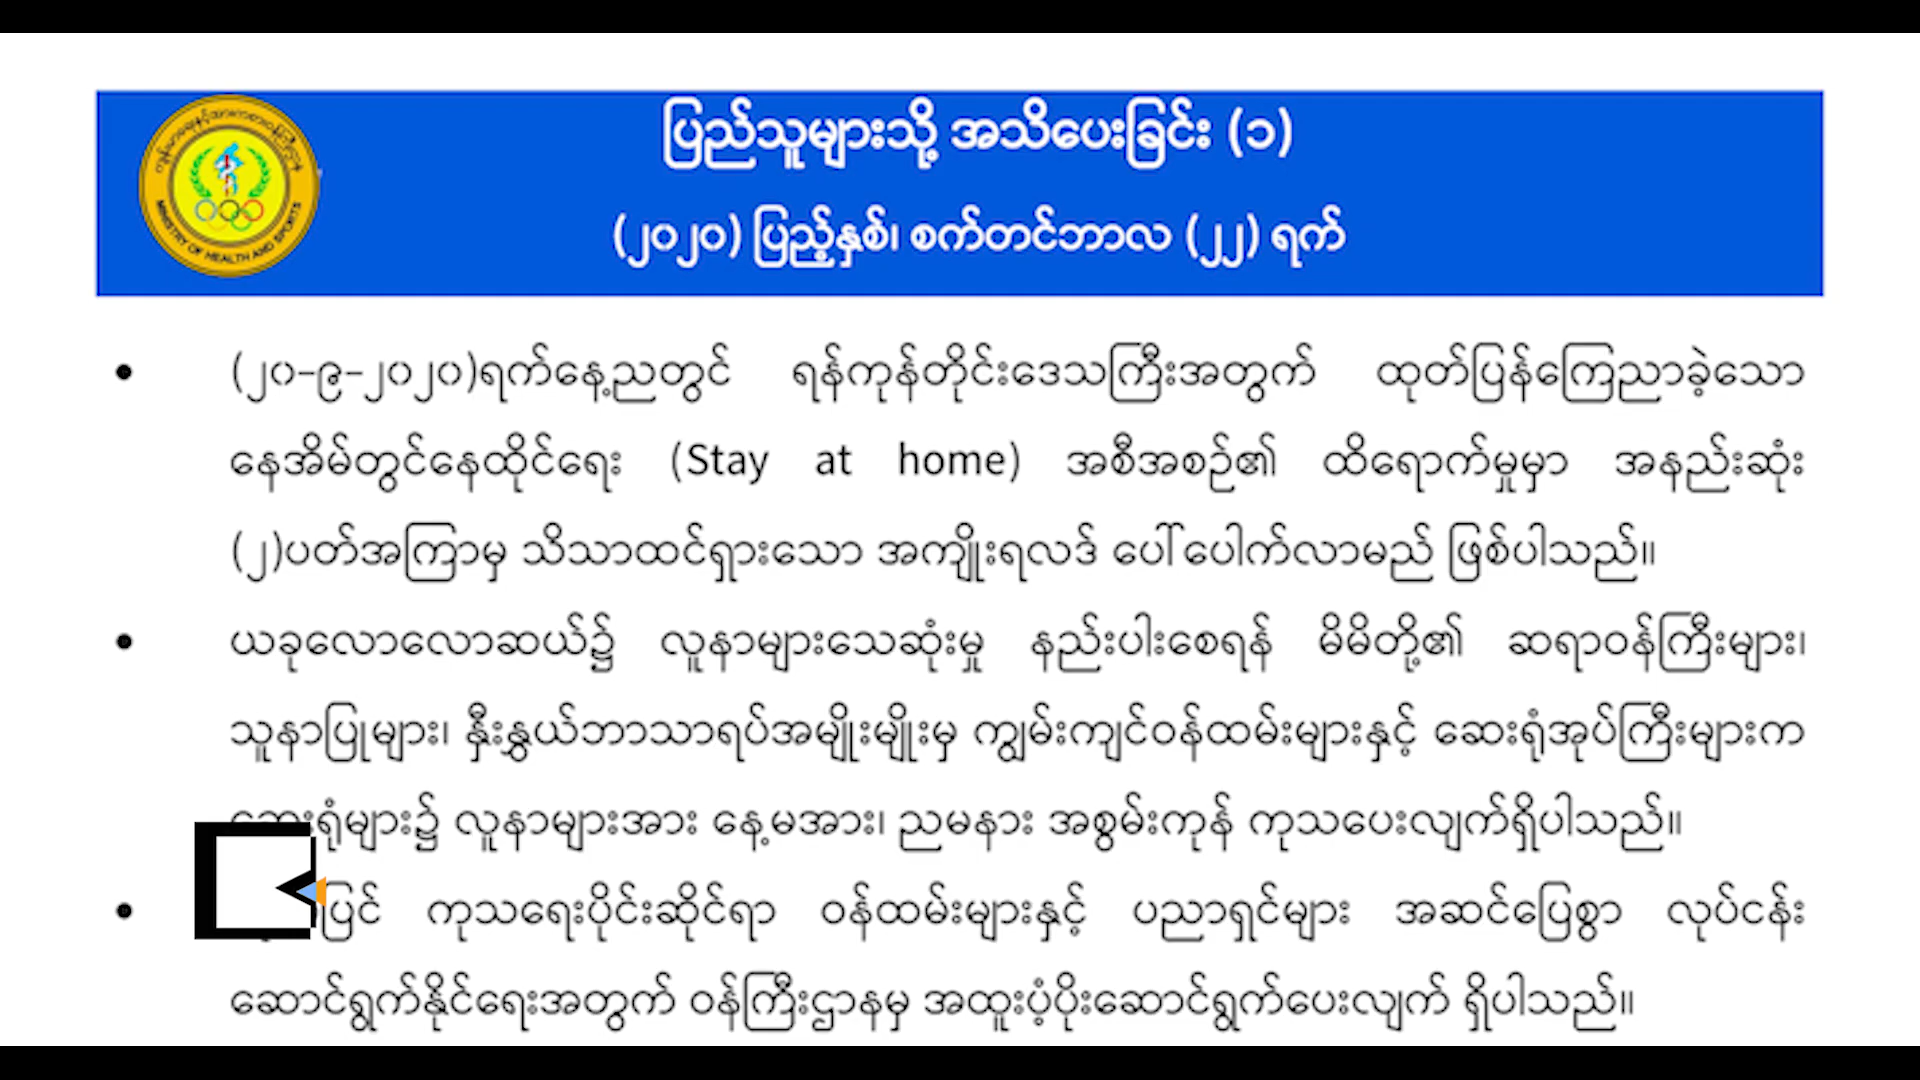 ပြည်သူများသို့ အသိပေးခြင်း (၁)
(၂၀၂၀) ပြည့်နှစ်၊ စက်တင်ဘာလ (၂၂) ရက်
MINISTRY OF HEALTH AND SPORTS
(၂၀-၉-၂၀၂၀)ရက်နေ့ညတွင် ရန်ကုန်တိုင်းဒေသကြီးအတွက် ထုတ်ပြန်ကြေညာခဲ့သော
နေအိမ်တွင်နေထိုင်ရေး (Stay at home) အစီအစဉ်၏ ထိရောက်မှုမှာ အနည်းဆုံး
(၂)ပတ်အကြာမှ သိသာထင်ရှားသော အကျိုးရလဒ် ပေါ်ပေါက်လာမည် ဖြစ်ပါသည်။
ယခုလောလောဆယ်၌ လူနာများသေဆုံးမှု နည်းပါးစေရန် မိမိတို့၏ ဆရာဝန်ကြီးများ၊
သူနာပြုများ၊ နှီးနွှယ်ဘာသာရပ်အမျိုးမျိုးမှ ကျွမ်းကျင်ဝန်ထမ်းများနှင့် ဆေးရုံအုပ်ကြီးများက
ဆေးရုံများ၌ လူနာများအား နေ့မအား၊ ညမနား အစွမ်းကုန် ကုသပေးလျက်ရှိပါသည်။
ကုသရေးပိုင်းဆိုင်ရာ ဝန်ထမ်းများနှင့် ပညာရှင်များ အဆင်ပြေစွာ လုပ်ငန်း
ဆောင်ရွက်နိုင်ရေးအတွက် ဝန်ကြီးဌာနမှ အထူးပံ့ပိုးဆောင်ရွက်ပေးလျက် ရှိပါသည်။